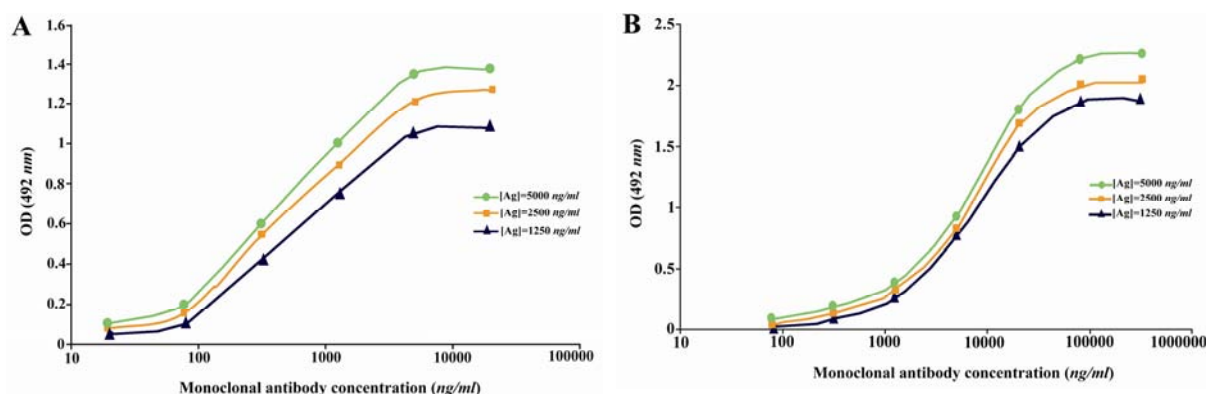 A
1.6
1.4
1.2
1
0.8
0.6
0.4
0.2
0
OD (492 nm)
[Ag]=5000 ng/ml
[Ag]=2500 ng/ml
[Ag]=1250 ng/ml
10 100 1000 10000 100000
Monoclonal antibody concentration (ng/ml)
B
2.5
2
1.5
1
0.5
0
OD (492 nm)
[Ag]=5000 ng/ml
[Ag]=2500 ng/ml
[Ag]=1250 ng/ml
10 100 1000 10000 100000 1000000
Monoclonal antibody concentration (ng/ml)